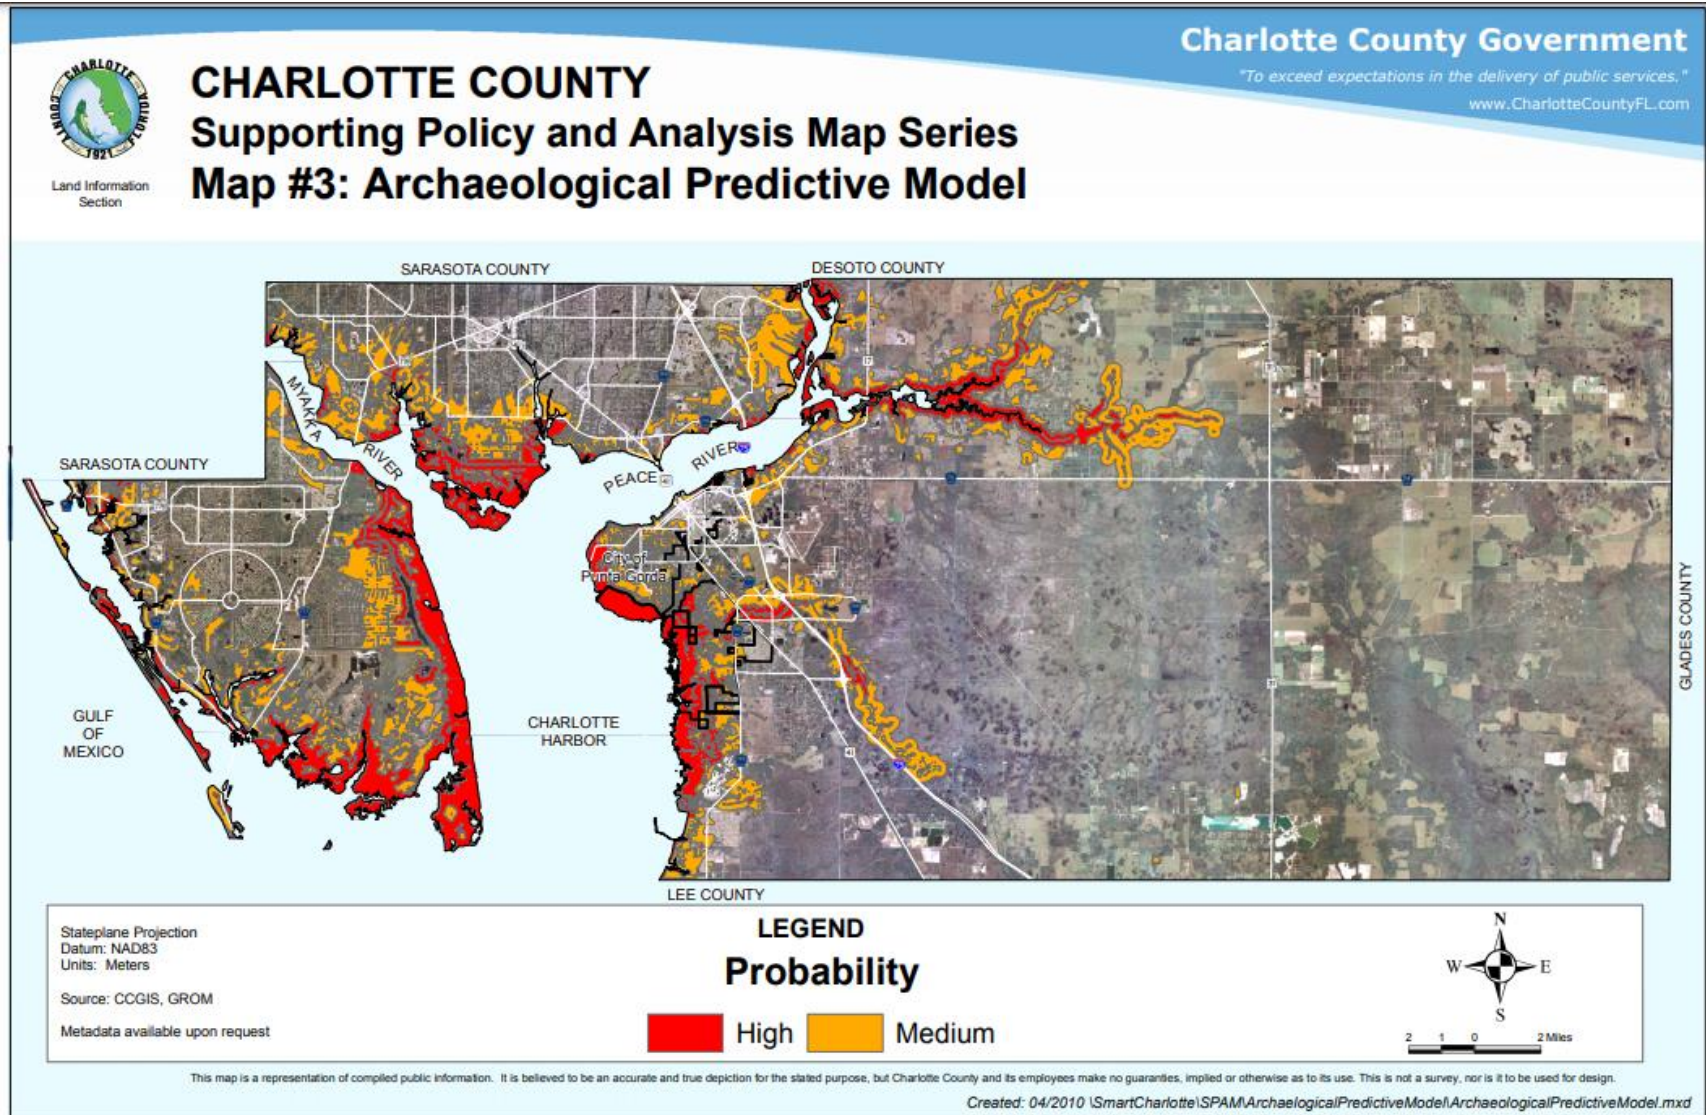 Charlotte County Government
"To exceed expectations in the delivery of public services."
www.CharlotteCountyFL.com
CHARLOTTE COUNTY
Supporting Policy and Analysis Map Series
Map #3: Archaeological Predictive Model
CHARLOTTE
COUNTY
FLORIDA
1921
Land Information
Section
SARASOTA COUNTY
DESOTO COUNTY
MYAKKA
RIVER
SARASOTA COUNTY
PEACE
RIVER
City of
Punta Gorda
GLADES COUNTY
GULF
OF
MEXICO
CHARLOTTE
HARBOR
LEE COUNTY
Stateplane Projection
Datum: NAD83
Units: Meters
Source: CCGIS, GROM
Metadata available upon request
LEGEND
Probability
High
Medium
N
W
E
S
2 1 0 2 Miles
This map is a representation of compiled public information. It is believed to be an accurate and true depiction for the stated purpose, but Charlotte County and its employees make no guaranties, implied or otherwise as to its use. This is not a survey, nor is it to be used for design.
Created: 04/2010 \SmartCharlotte\SPAM\ArchaelogicalPredictiveModel\ArchaeologicalPredictiveModel.mxd